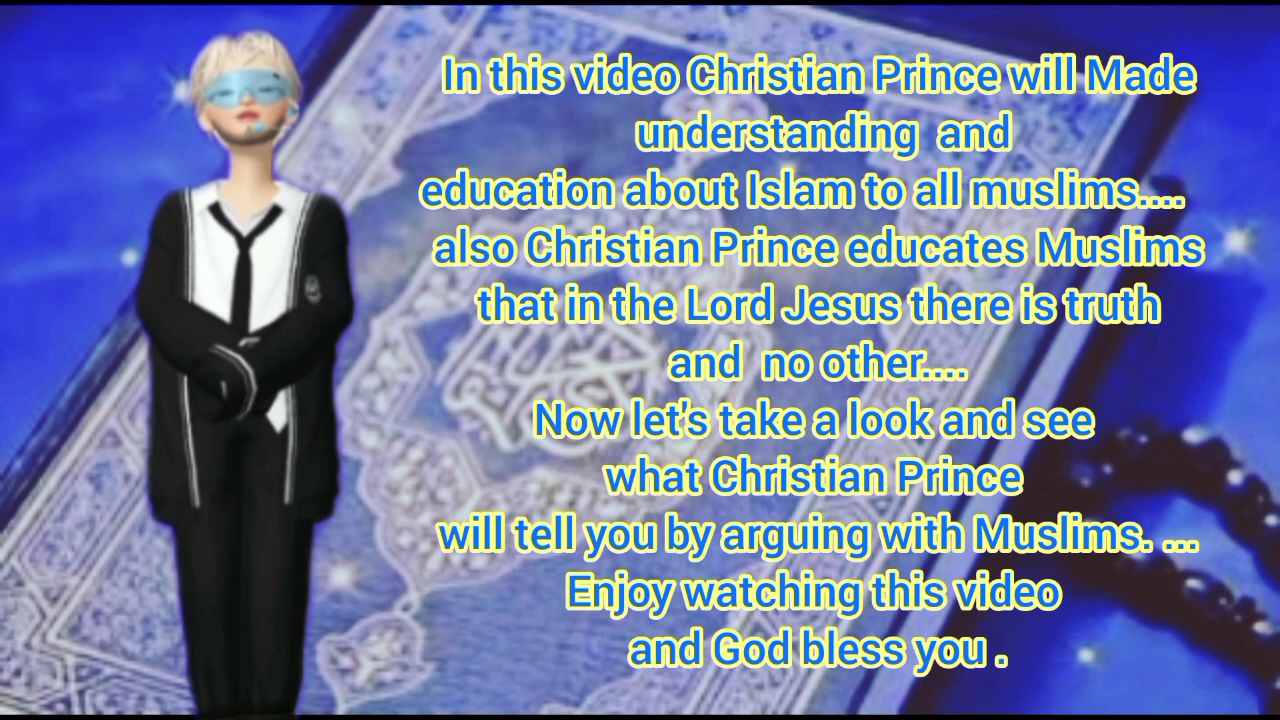 In this video Christian Prince will Made
understanding and
education about Islam to all muslims....
also Christian Prince educates Muslims
that in the Lord Jesus there is truth
and no other....
Now let's take a look and see
what Christian Prince
will tell you by arguing with Muslims. ...
Enjoy watching this video
and God bless you .